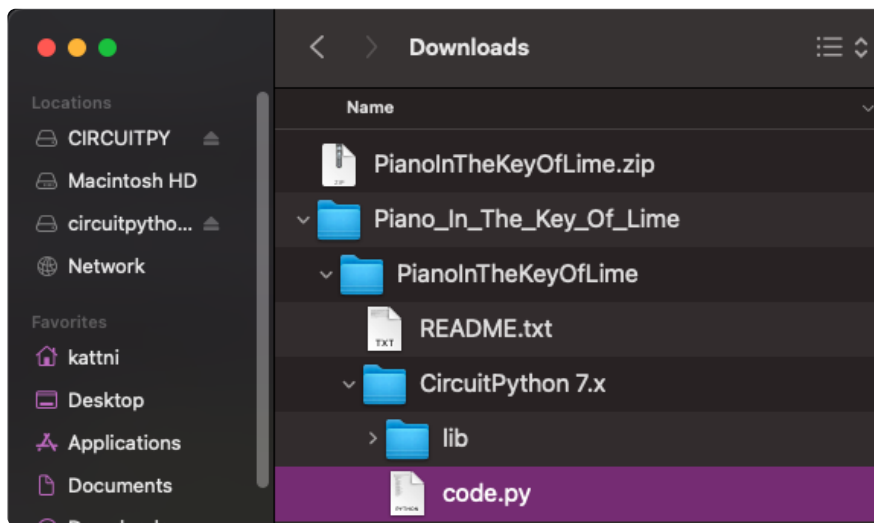 Downloads
Locations
CIRCUITPY
Macintosh HD
circuitpytho...
Network
Favorites
kattni
Desktop
Applications
Documents
Name
PianoInTheKeyOfLime.zip
Piano_In_The_Key_Of_Lime
PianoInTheKeyOfLime
TXT
README.txt
CircuitPython 7.x
lib
PYTHON
code.py